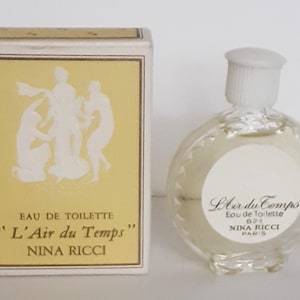 EAU DE TOILETTE
"L'Air du Temps"
NINA RICCI
L'Air du Temps
Eau de Toilette
NINA RICCI
PARIS